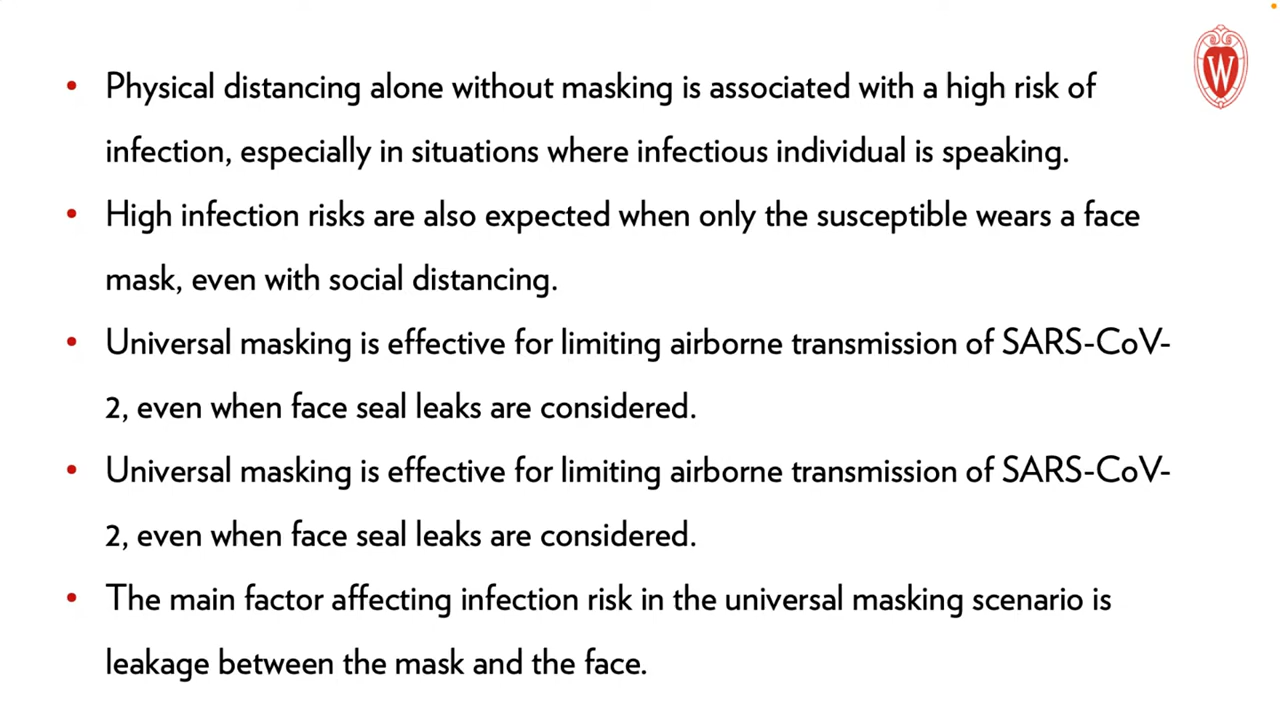 • Physical distancing alone without masking is associated with a high risk of
infection, especially in situations where infectious individual is speaking.
• High infection risks are also expected when only the susceptible wears a face
mask, even with social distancing.
• Universal masking is effective for limiting airborne transmission of SARS-CoV-
2, even when face seal leaks are considered.
• Universal masking is effective for limiting airborne transmission of SARS-CoV-
2, even when face seal leaks are considered.
• The main factor affecting infection risk in the universal masking scenario is
leakage between the mask and the face.
W